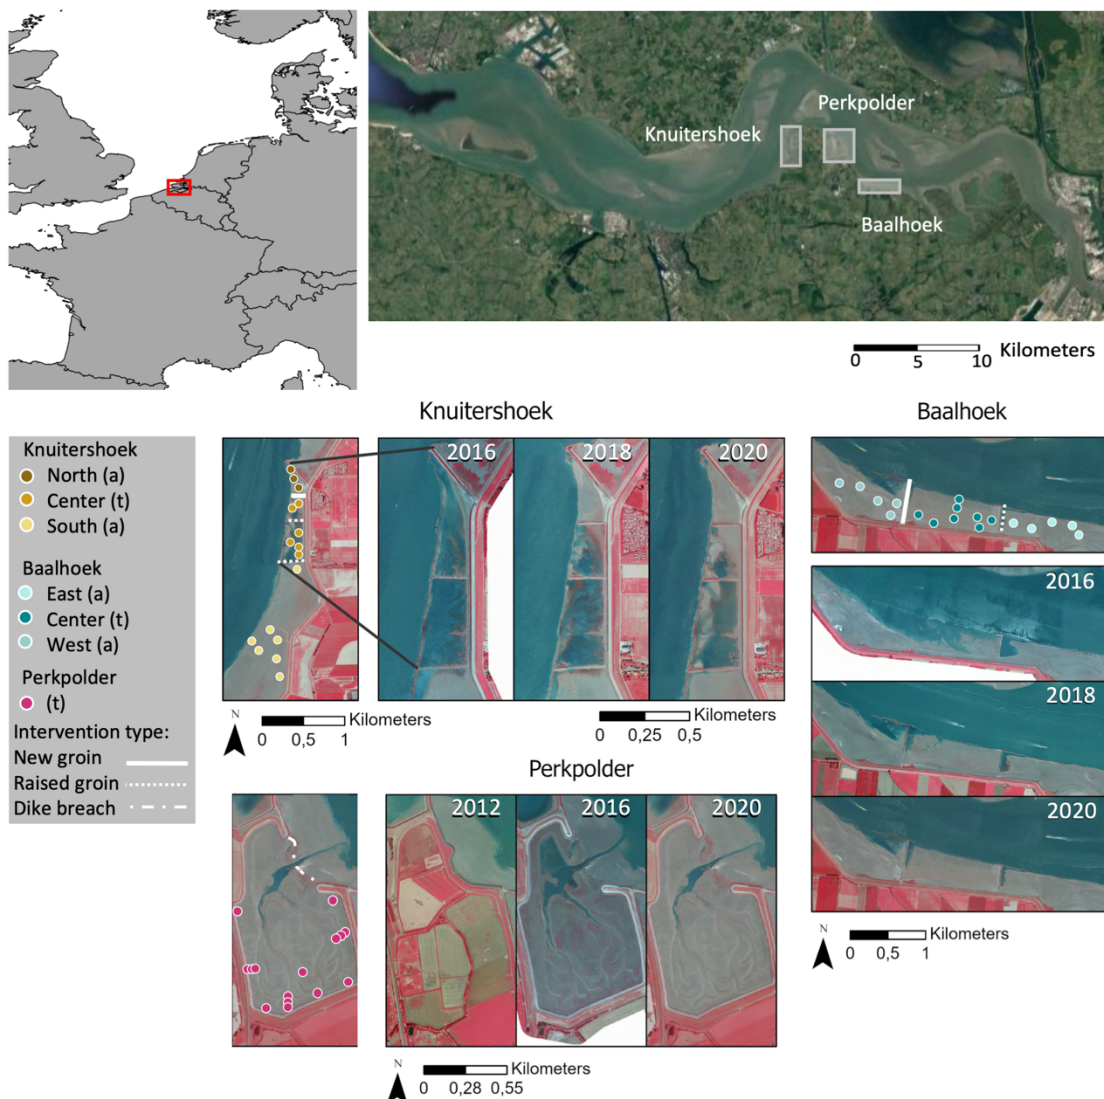 Perkpolder
Knuitershoek
Baalhoek
0 5 10 Kilometers
Knuitershoek
Baalhoek
Knuitershoek
North (a)
Center (t)
South (a)
Baalhoek
East (a)
Center (t)
West (a)
Perkpolder
(t)
Intervention type:
New groin
Raised groin
Dike breach
2016
2018
2020
N
Kilometers
0 0,5 1
Kilometers
0 0,25 0,5
2016
2018
2020
N
Kilometers
0 0,5 1
Perkpolder
2012
2016
2020
N
Kilometers
0 0,28 0,55